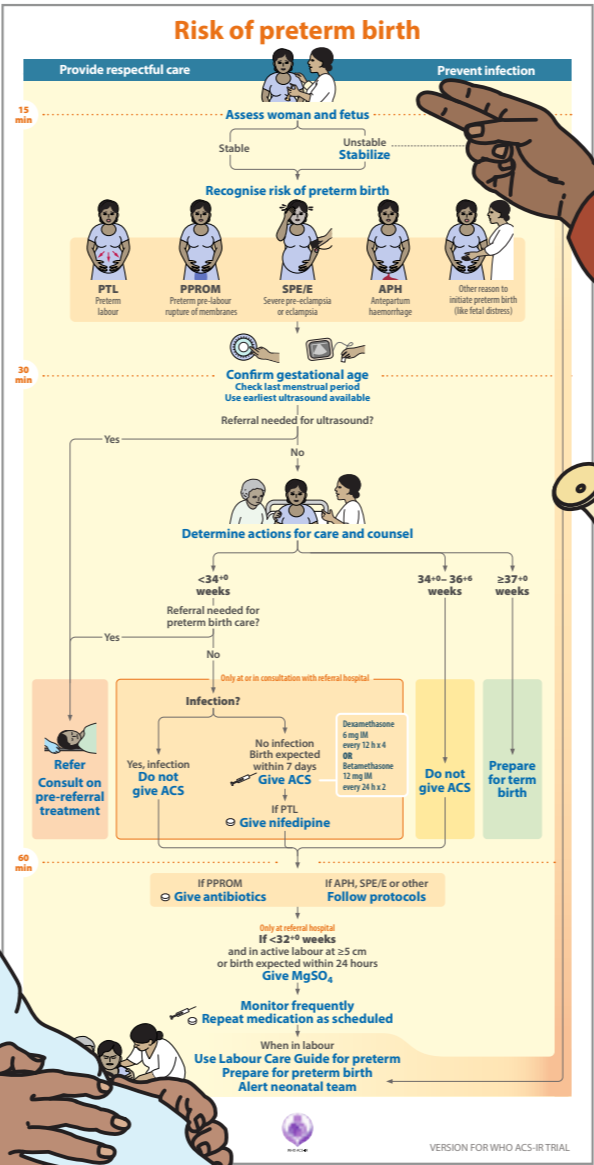 Risk of preterm birth
Provide respectful care
Prevent infection
15
min
Assess woman and fetus
Stable
Unstable
Stabilize
Recognise risk of preterm birth
PTL
Preterm
labour
PPROM
Preterm pre-labour
rupture of membranes
SPE/E
Severe pre-eclampsia
or eclampsia
APH
Antepartum
haemorrhage
Other reason to
initiate preterm birth
(like fetal distress)
30
min
Confirm gestational age
Check last menstrual period
Use earliest ultrasound available
Referral needed for ultrasound?
Yes
No
Determine actions for care and counsel
<34⁺⁰
weeks
34⁺⁰– 36⁺⁶
weeks
≥37⁺⁰
weeks
Referral needed for
preterm birth care?
Yes
No
Refer
Consult on
pre-referral
treatment
Only at or in consultation with referral hospital
Infection?
Yes, infection
Do not
give ACS
No infection
Birth expected
within 7 days
Give ACS
Dexamethasone
6 mg IM
every 12 h x 4
OR
Betamethasone
12 mg IM
every 24 h x 2
If PTL
Give nifedipine
Do not
give ACS
Prepare
for term
birth
60
min
If PPROM
Give antibiotics
If APH, SPE/E or other
Follow protocols
Only at referral hospital
If <32⁺⁰ weeks
and in active labour at ≥5 cm
or birth expected within 24 hours
Give MgSO₄
Monitor frequently
Repeat medication as scheduled
When in labour
Use Labour Care Guide for preterm
Prepare for preterm birth
Alert neonatal team
VERSION FOR WHO ACS-IR TRIAL